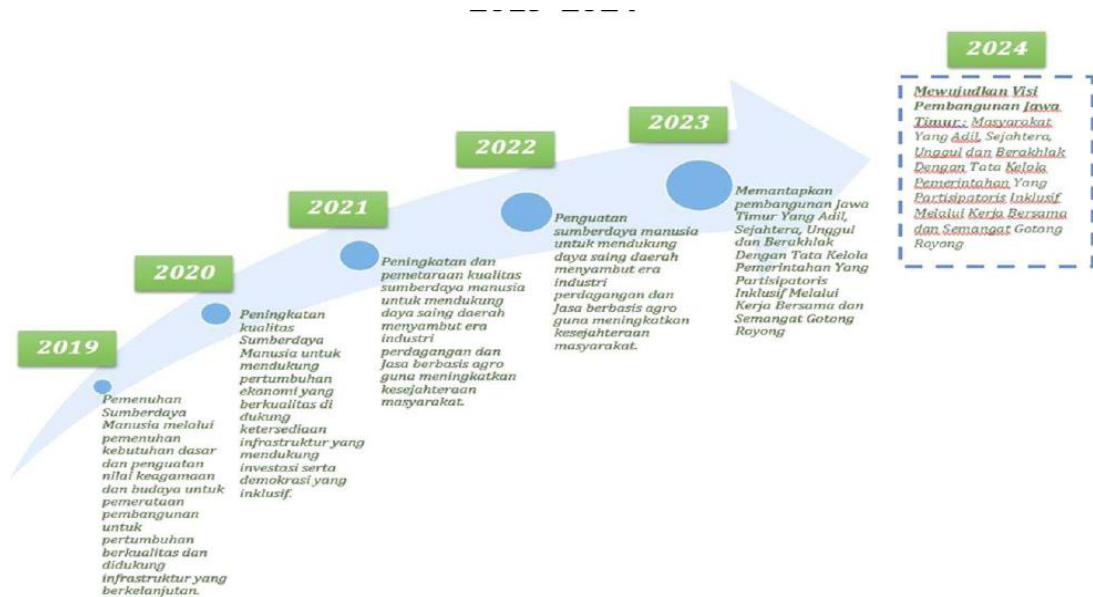 2019
Pemenuhan
Sumberdaya
Manusia melalui
pemenuhan
kebutuhan dasar
dan penguatan
nilai keagamaan
dan budaya untuk
pemerataan
pembangunan
untuk
pertumbuhan
berkualitas dan
didukung
infrastruktur yang
berkelanjutan.
2020
Peningkatan
kualitas
Sumberdaya
Manusia untuk
mendukung
pertumbuhan
ekonomi yang
berkualitas di
dukung
ketersediaan
infrastruktur yang
mendukung
investasi serta
demokrasi yang
inklusif.
2021
Peningkatan dan
pemetaraan kualitas
sumberdaya manusia
untuk mendukung
daya saing daerah
menyambut era
industri
perdagangan dan
Jasa berbasis agro
guna meningkatkan
kesejahteraan
masyarakat.
2022
Penguatan
sumberdaya manusia
untuk mendukung
daya saing daerah
menyambut era
industri
perdagangan dan
Jasa berbasis agro
guna meningkatkan
kesejahteraan
masyarakat.
2023
Memantapkan
pembangunan Jawa
Timur Yang Adil,
Sejahtera, Unggul
dan Berakhlak
Dengan Tata Kelola
Pemerintahan Yang
Partisipatoris
Inklusif Melalui
Kerja Bersama dan
Semangat Gotong
Royong
2024
Mewujudkan Visi
Pembangunan Jawa
Timur: Masyarakat
Yang Adil, Sejahtera,
Unggul dan Berakhlak
Dengan Tata Kelola
Pemerintahan Yang
Partisipatoris Inklusif
Melalui Kerja Bersama
dan Semangat Gotong
Royong